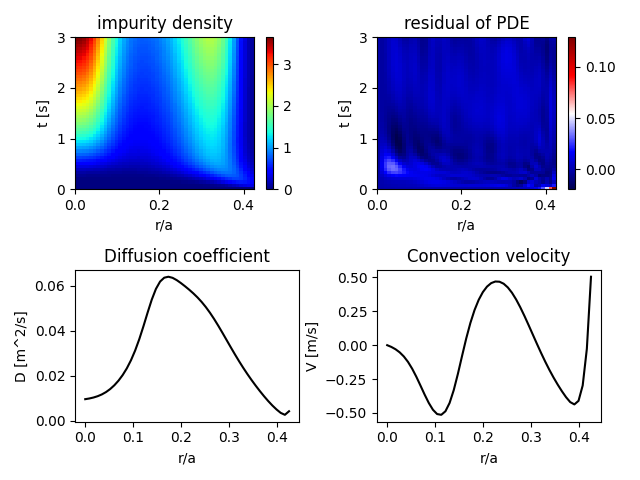 impurity density
3
2
1
0
t [s]
0.0 0.2 0.4
r/a
3
2
1
0
residual of PDE
3
2
1
0
t [s]
0.0 0.2 0.4
r/a
0.10
0.05
0.00
Diffusion coefficient
0.06
0.04
0.02
0.00
D [m^2/s]
0.0 0.1 0.2 0.3 0.4
r/a
Convection velocity
0.50
0.25
0.00
−0.25
−0.50
V [m/s]
0.0 0.1 0.2 0.3 0.4
r/a